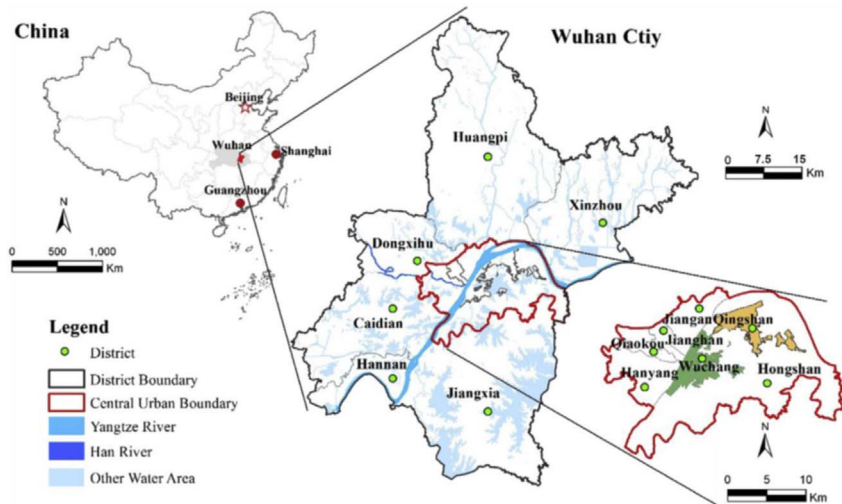 China
Wuhan Ctiy
Beijing
Wuhan
Shanghai
Guangzhou
N
0 500 1,000
Km
Huangpi
Xinzhou
Dongxihu
Caidian
Hannan
Jiangxia
N
0 7.5 15
Km
Legend
District
District Boundary
Central Urban Boundary
Yangtze River
Han River
Other Water Area
Jiangan
Qingshan
Jianghan
Qiaokou
Wuchang
Hanyang
Hongshan
N
0 5 10
Km